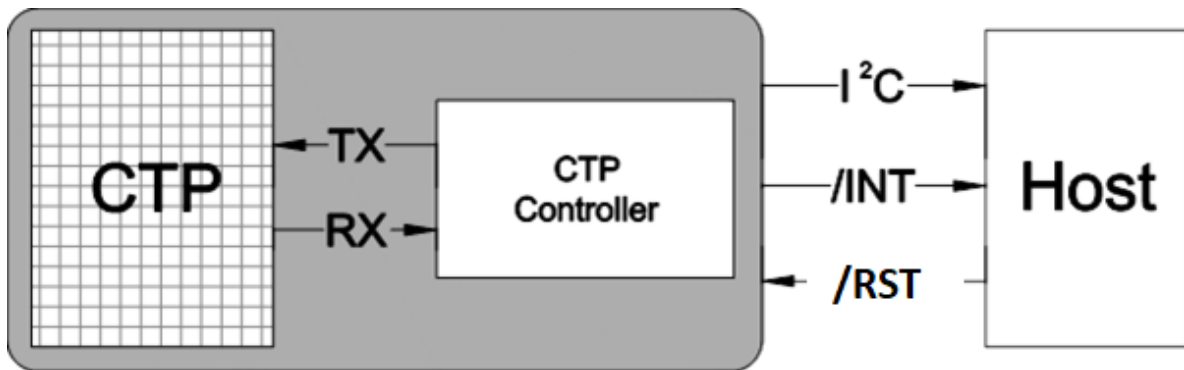 CTP
TX
RX
CTP
Controller
I²C
/INT
/RST
Host